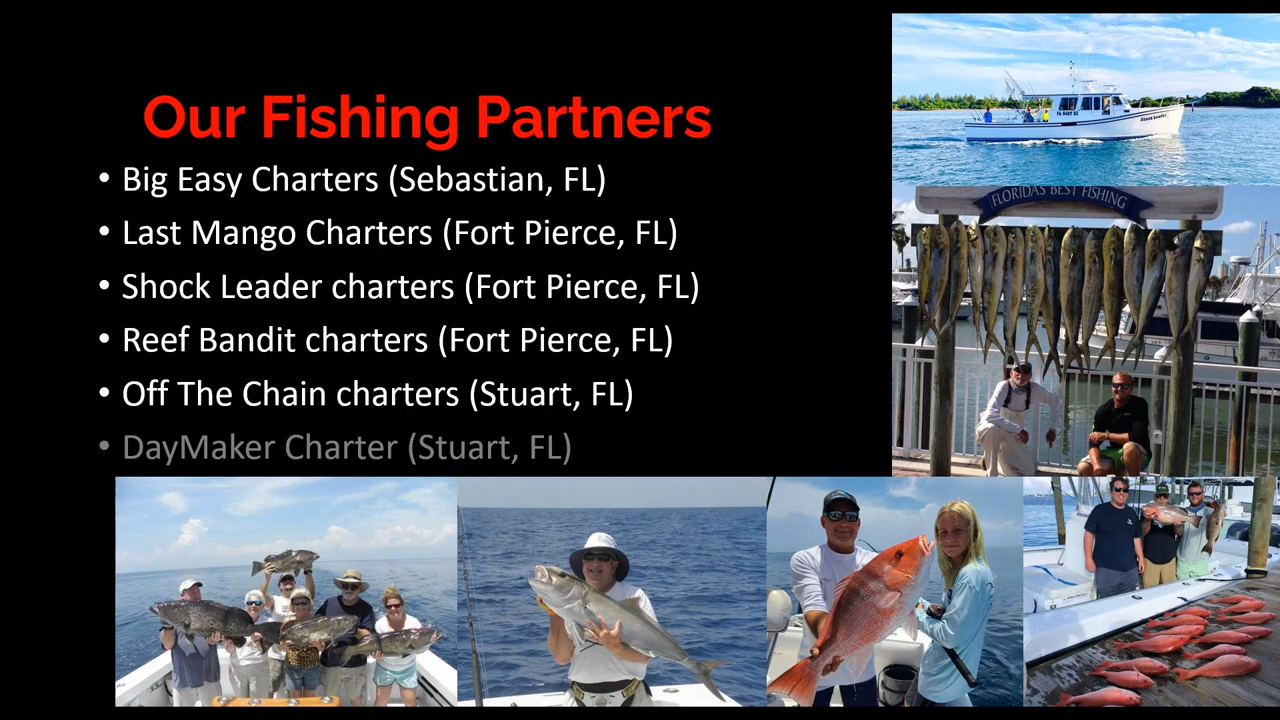 Our Fishing Partners
• Big Easy Charters (Sebastian, FL)
• Last Mango Charters (Fort Pierce, FL)
• Shock Leader charters (Fort Pierce, FL)
• Reef Bandit charters (Fort Pierce, FL)
• Off The Chain charters (Stuart, FL)
• DayMaker Charter (Stuart, FL)
Shock Leader
FLORIDAS BEST FISHING